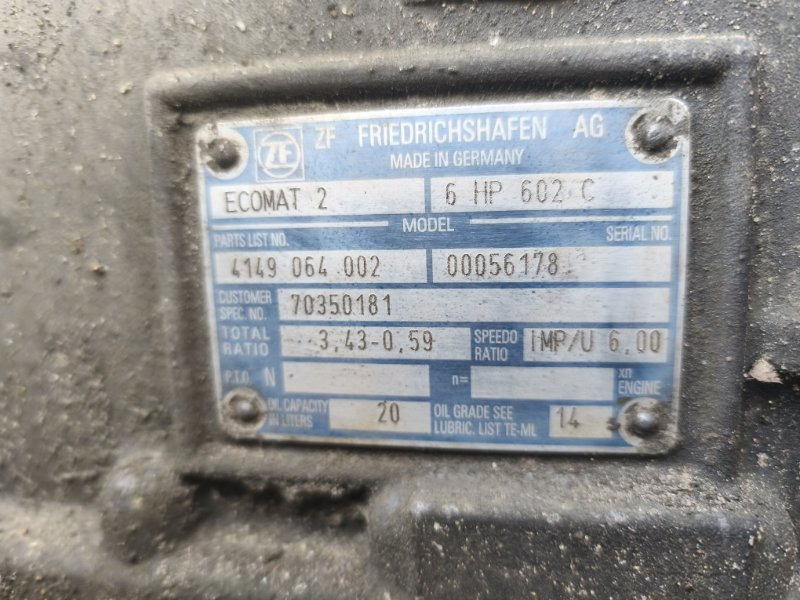 ZF ZF FRIEDRICHSHAFEN AG
MADE IN GERMANY
ECOMAT 2 6 HP 602 C
MODEL
PARTS LIST NO. SERIAL NO.
4149 064 002 00056178
CUSTOMER
SPEC. NO. 70350181
TOTAL
RATIO 3,43-0,59 SPEEDO
RATIO IMP/U 6,00
P.T.O. N n= xn
ENGINE
OIL CAPACITY
IN LITERS 20 OIL GRADE SEE
LUBRIC. LIST TE-ML 14